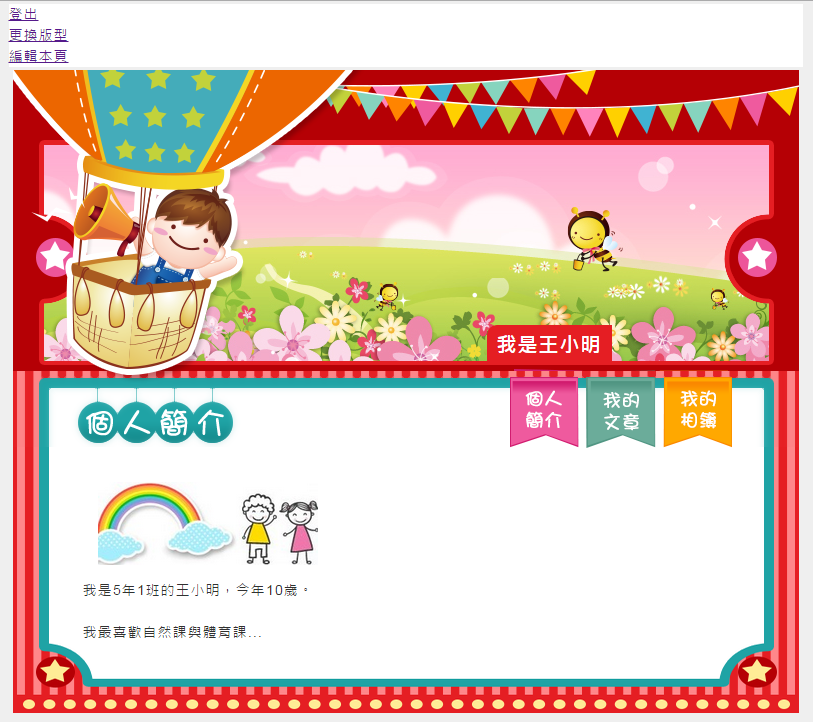 登出
更換版型
編輯本頁
我是王小明
個人簡介
個人
簡介
我的
文章
我的
相簿
我是5年1班的王小明，今年10歲。
我最喜歡自然課與體育課...